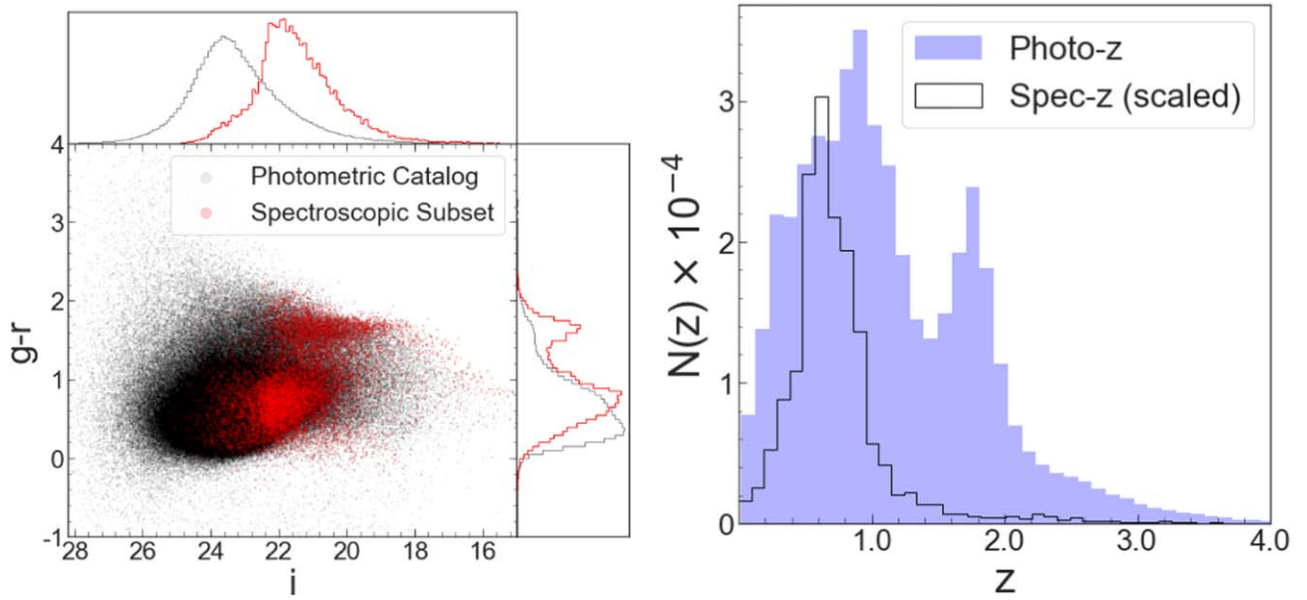 Photometric Catalog
Spectroscopic Subset
4
3
2
1
0
-1
g-r
28 26 24 22 20 18 16
i
Photo-z
Spec-z (scaled)
3
2
1
0
N(z) × 10⁻⁴
1.0 2.0 3.0 4.0
z